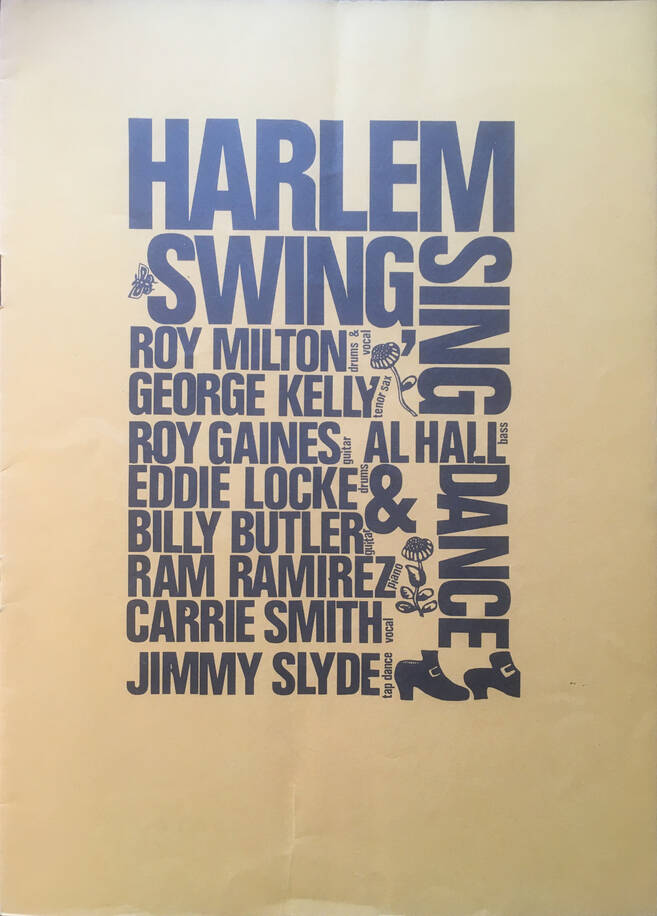 HARLEM
SWING,
SING
& DANCE
ROY MILTON drums & vocal
GEORGE KELLY tenor sax
ROY GAINES guitar AL HALL bass
EDDIE LOCKE drums
BILLY BUTLER guitar
RAM RAMIREZ piano
CARRIE SMITH vocal
JIMMY SLYDE tap dance